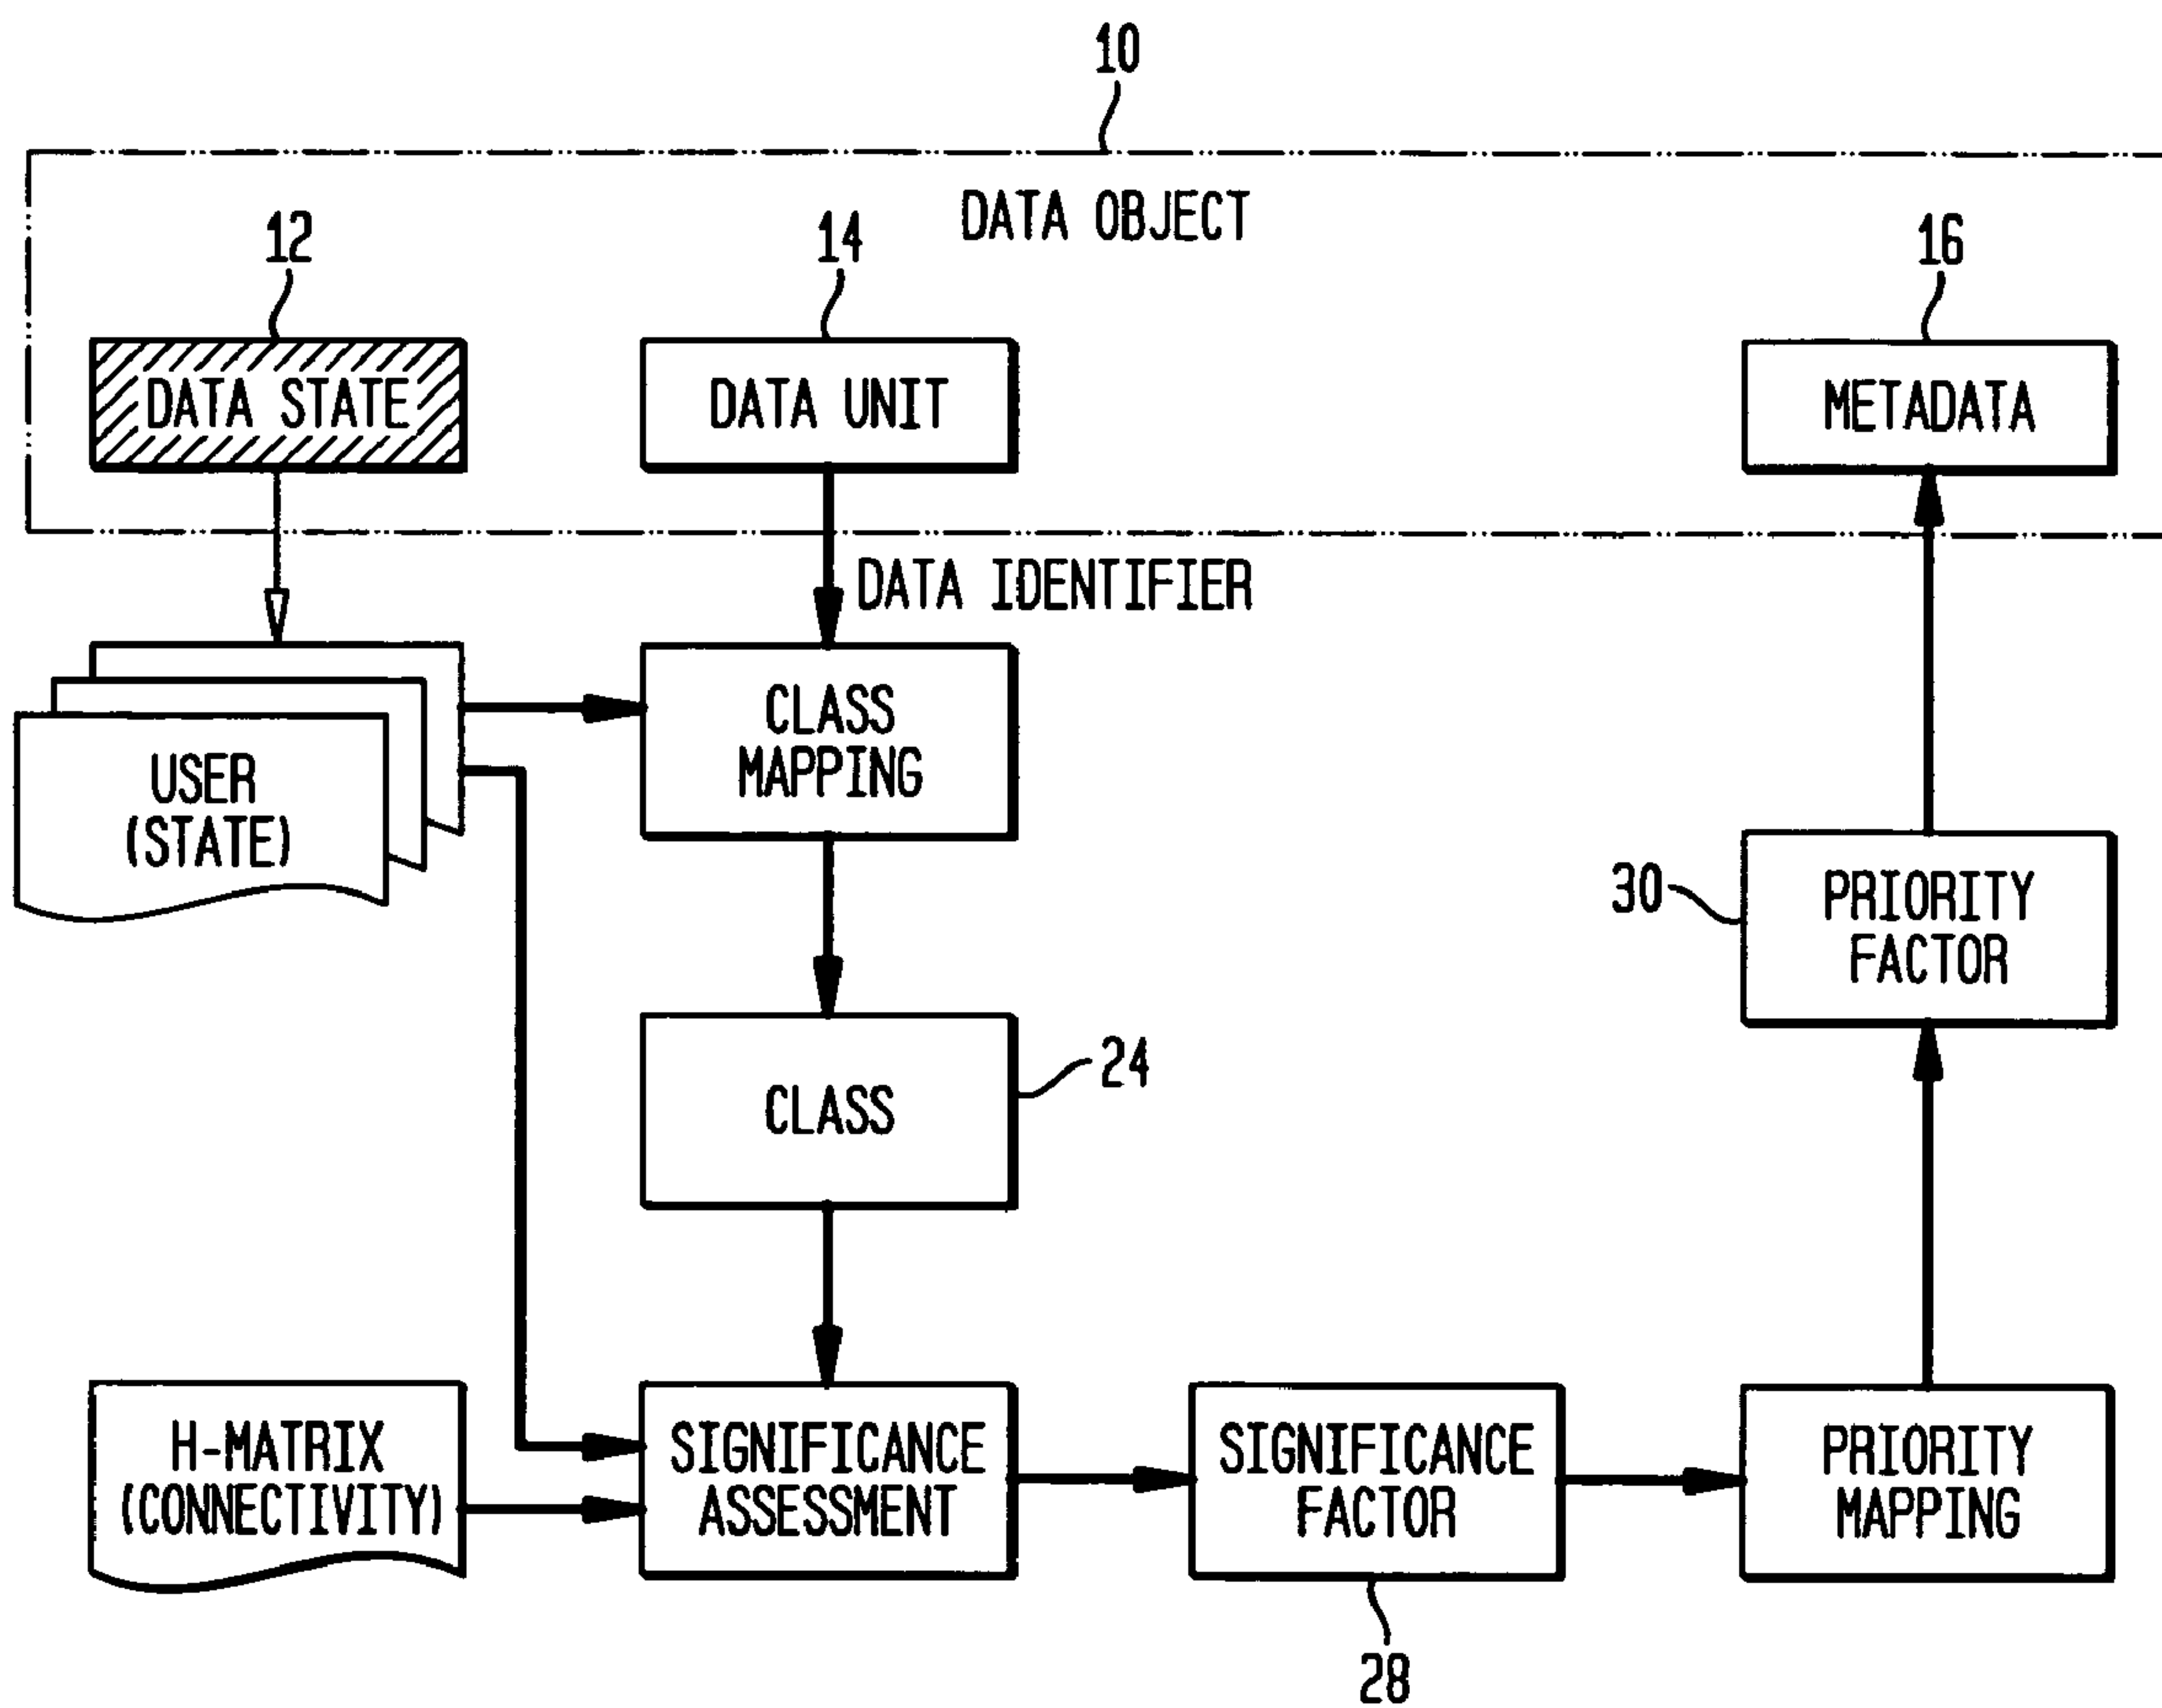 10
DATA OBJECT
12
14
16
DATA STATE
DATA UNIT
METADATA
DATA IDENTIFIER
CLASS
MAPPING
USER
(STATE)
30
PRIORITY
FACTOR
24
CLASS
H-MATRIX
(CONNECTIVITY)
SIGNIFICANCE
ASSESSMENT
SIGNIFICANCE
FACTOR
PRIORITY
MAPPING
28